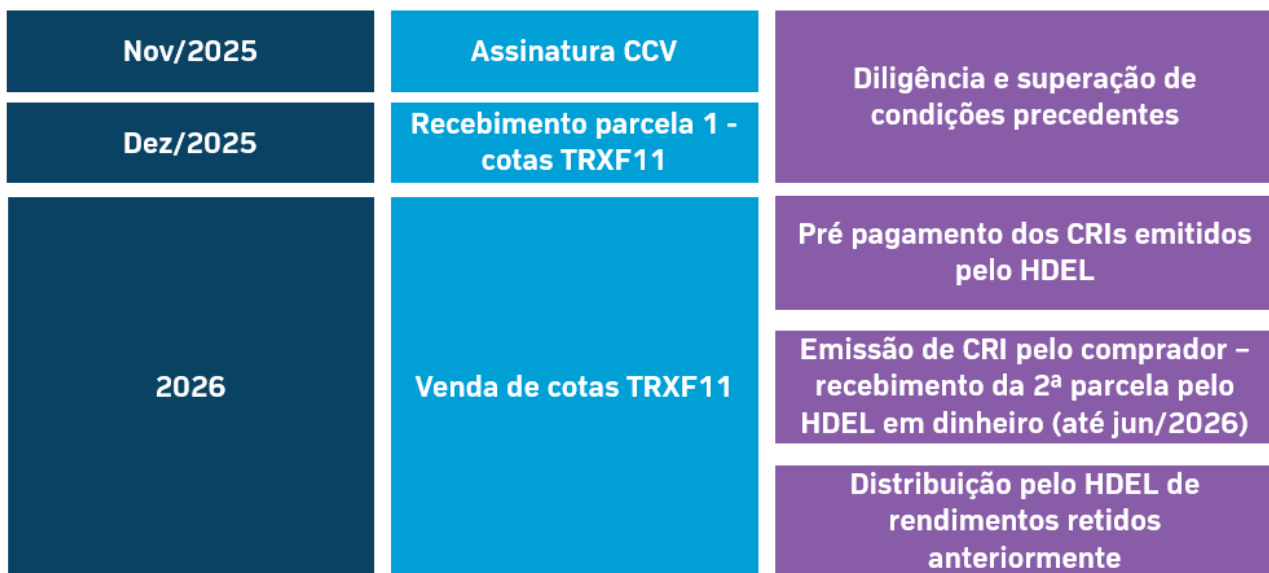 Nov/2025
Assinatura CCV
Diligência e superação de
condições precedentes
Dez/2025
Recebimento parcela 1 -
cotas TRXF11
2026
Venda de cotas TRXF11
Pré pagamento dos CRIs emitidos
pelo HDEL
Emissão de CRI pelo comprador –
recebimento da 2ª parcela pelo
HDEL em dinheiro (até jun/2026)
Distribuição pelo HDEL de
rendimentos retidos
anteriormente